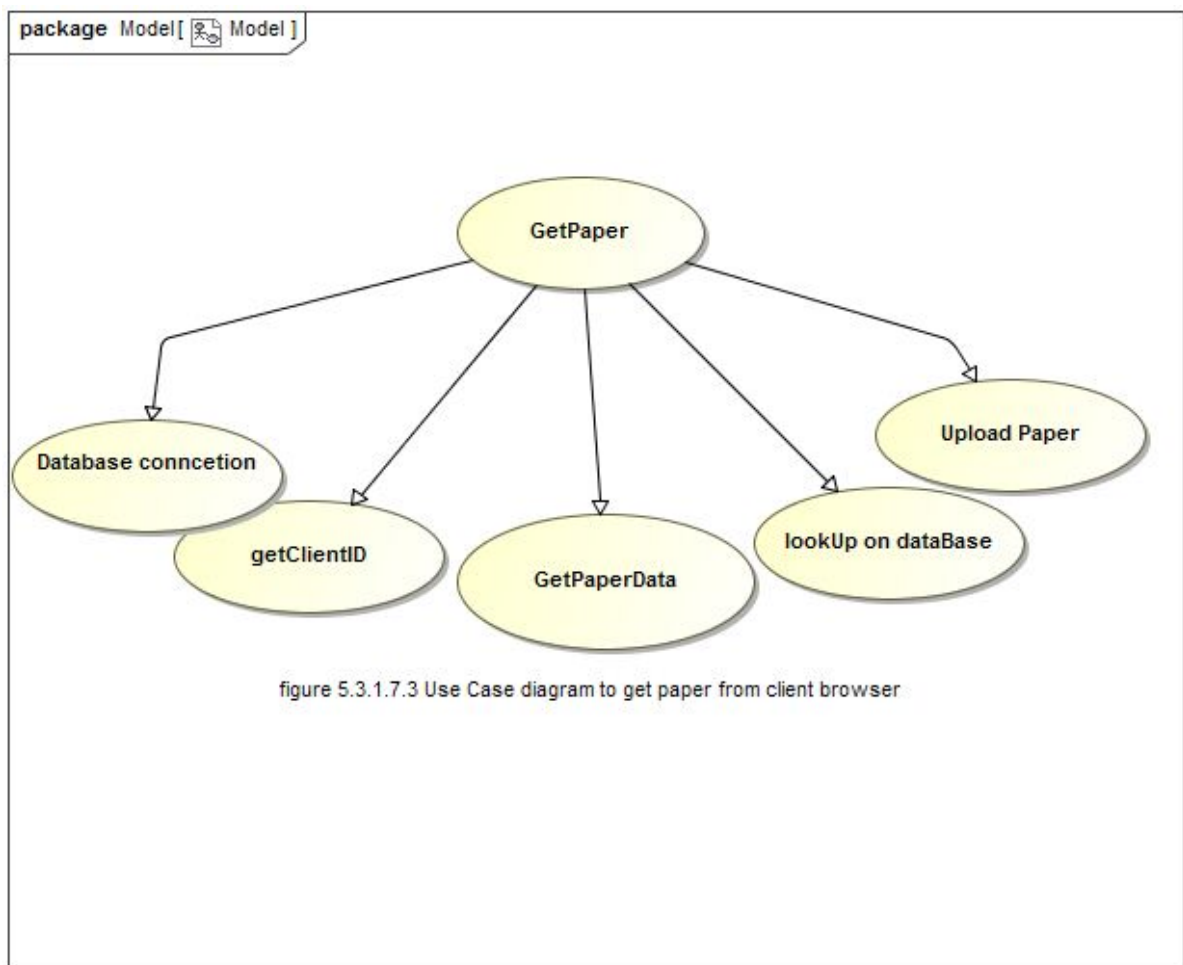 package Model[ Model ]
GetPaper
Upload Paper
Database conncetion
lookUp on dataBase
getClientID
GetPaperData
figure 5.3.1.7.3 Use Case diagram to get paper from client browser